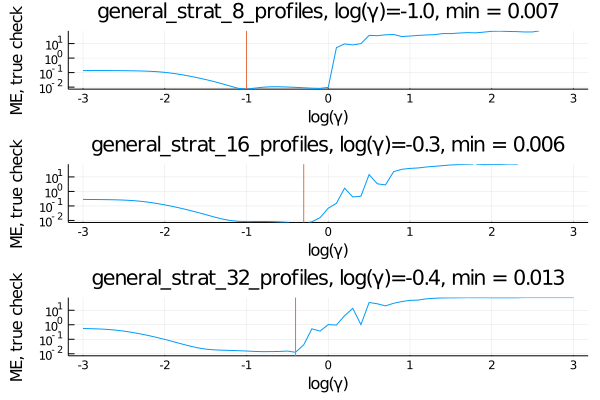 general_strat_8_profiles, log(γ)=-1.0, min = 0.007
ME, true check
10^1
10^0
10^-1
10^-2
-3 -2 -1 0 1 2 3
log(γ)
general_strat_16_profiles, log(γ)=-0.3, min = 0.006
ME, true check
10^1
10^0
10^-1
10^-2
-3 -2 -1 0 1 2 3
log(γ)
general_strat_32_profiles, log(γ)=-0.4, min = 0.013
ME, true check
10^1
10^0
10^-1
10^-2
-3 -2 -1 0 1 2 3
log(γ)